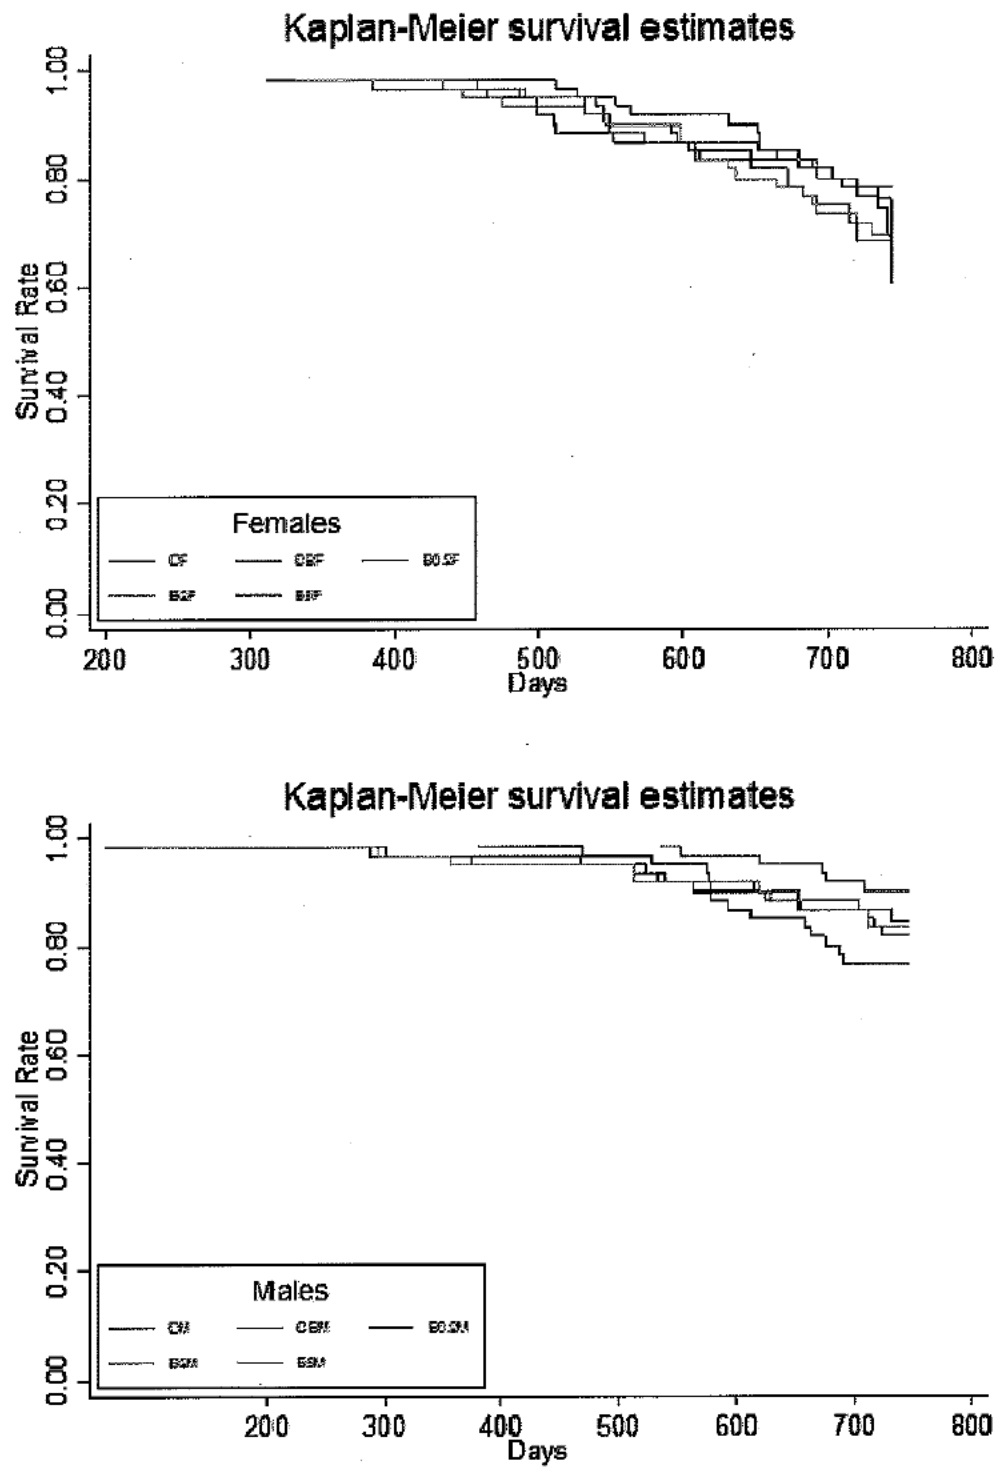 Kaplan-Meier survival estimates
1.00
0.80
0.60
0.40
0.20
0.00
Survival Rate
Females
CF CBF B0.5F
200 300 400 500 600 700 800
Days
Kaplan-Meier survival estimates
1.00
0.80
0.60
0.40
0.20
0.00
Survival Rate
Males
CM CBM
200 300 400 500 600 700 800
Days